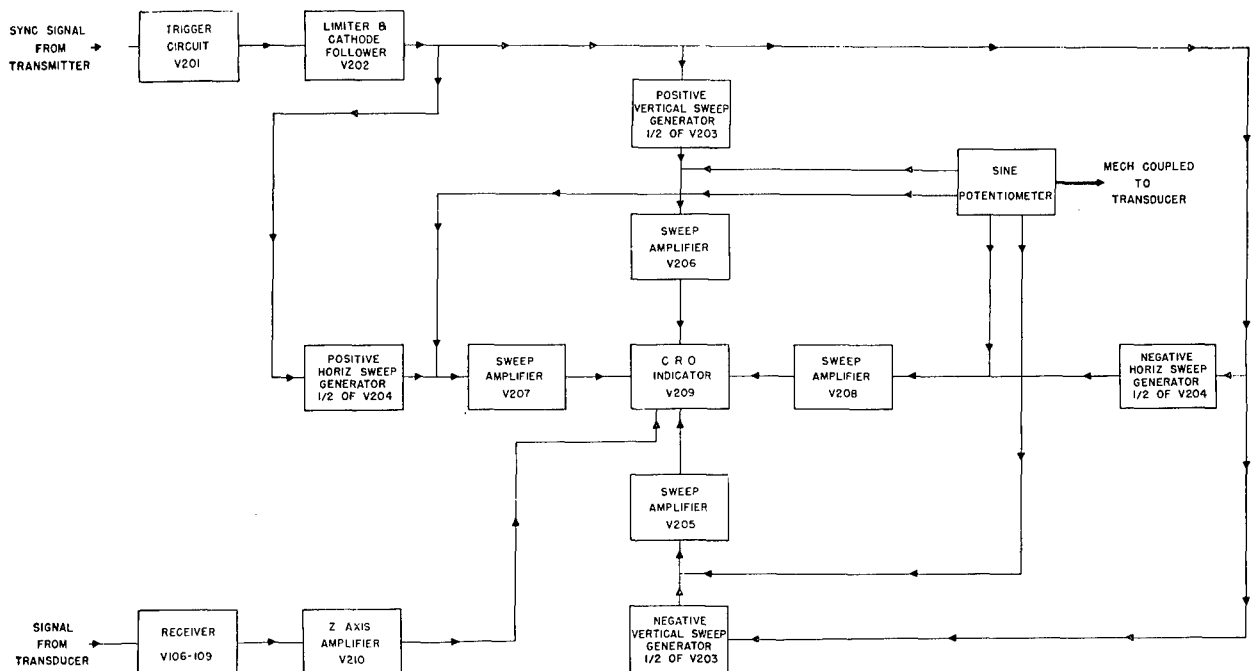 SYNC SIGNAL
FROM
TRANSMITTER
TRIGGER
CIRCUIT
V201
LIMITER &
CATHODE
FOLLOWER
V202
POSITIVE
VERTICAL SWEEP
GENERATOR
1/2 OF V203
SINE
POTENTIOMETER
MECH COUPLED
TO
TRANSDUCER
SWEEP
AMPLIFIER
V206
POSITIVE
HORIZ SWEEP
GENERATOR
1/2 OF V204
SWEEP
AMPLIFIER
V207
C R O
INDICATOR
V209
SWEEP
AMPLIFIER
V208
NEGATIVE
HORIZ SWEEP
GENERATOR
1/2 OF V204
SWEEP
AMPLIFIER
V205
SIGNAL
FROM
TRANSDUCER
RECEIVER
V106-109
Z AXIS
AMPLIFIER
V210
NEGATIVE
VERTICAL SWEEP
GENERATOR
1/2 OF V203